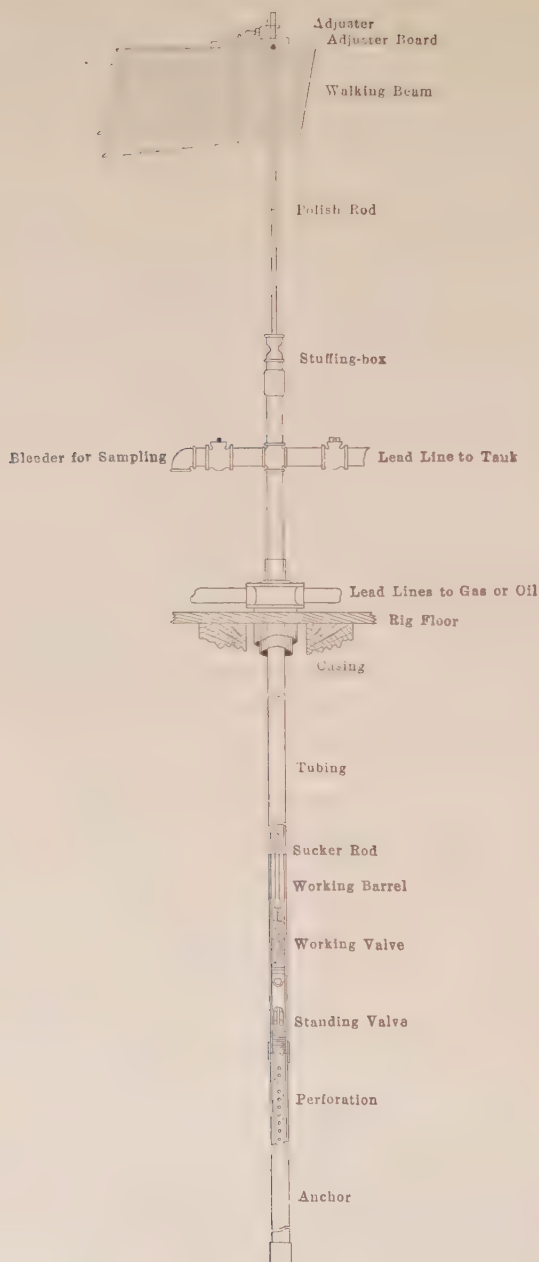 Adjuster
Adjuster Board
Walking Beam
Polish Rod
Stuffing-box
Bleeder for Sampling
Lead Line to Tank
Lead Lines to Gas or Oil
Rig Floor
Casing
Tubing
Sucker Rod
Working Barrel
Working Valve
Standing Valve
Perforation
Anchor